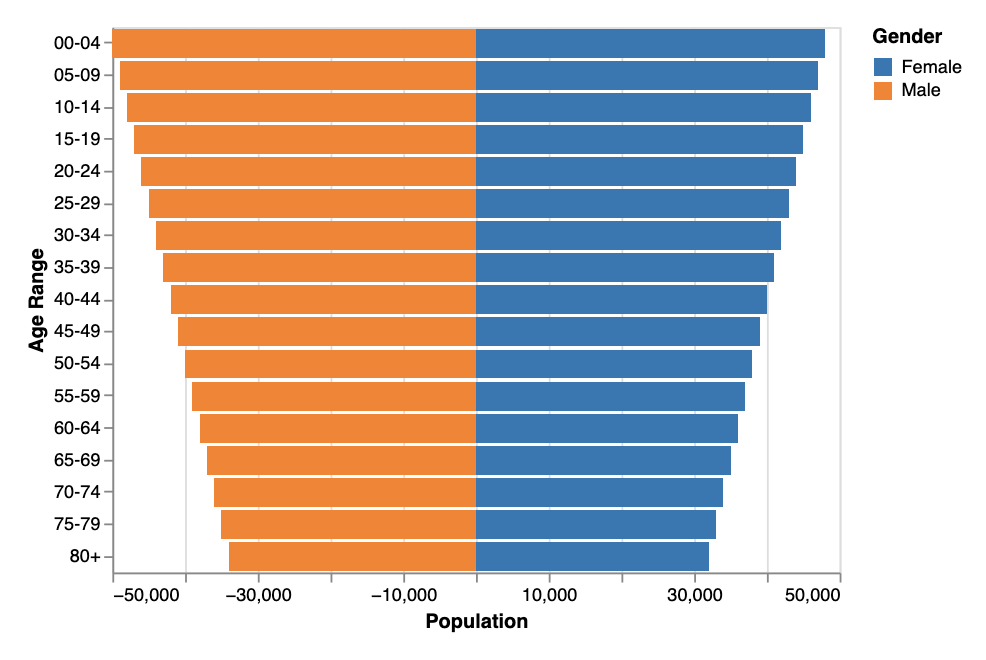 Gender
Female
Male
Age Range
00-04
05-09
10-14
15-19
20-24
25-29
30-34
35-39
40-44
45-49
50-54
55-59
60-64
65-69
70-74
75-79
80+
−50,000 −30,000 −10,000 10,000 30,000 50,000
Population